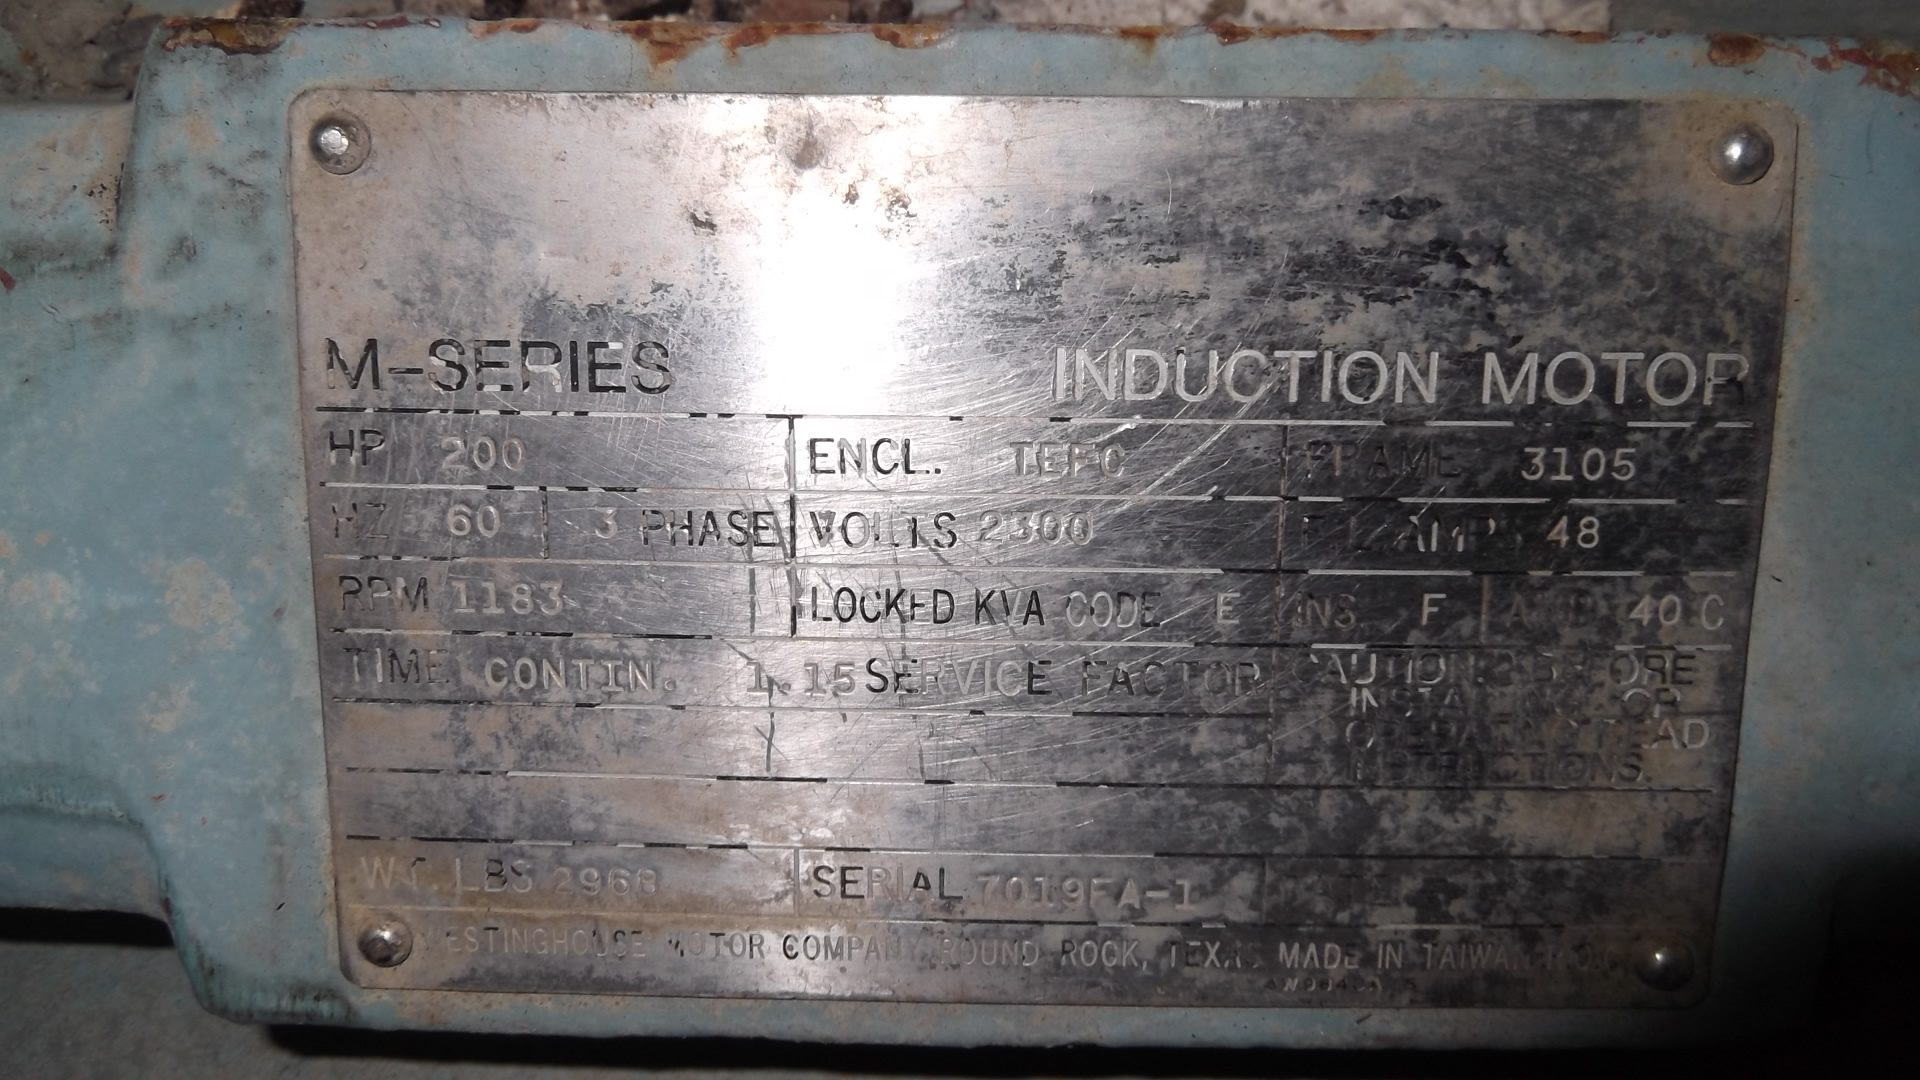 M-SERIES INDUCTION MOTOR
HP 200 ENCL. TEFC FRAME 3105
HZ 60 3 PHASE VOLTS 2300 F.L. AMPS 48
RPM 1183 LOCKED KVA CODE E INS. F AMB 40 C
TIME CONTIN. 1.15 SERVICE FACTOR CAUTION: BEFORE
INSTALLING OR
OPERATING READ
INSTRUCTIONS.
WT. LBS 2968 SERIAL 7019FA-1
WESTINGHOUSE MOTOR COMPANY ROUND ROCK, TEXAS MADE IN TAIWAN R.O.C.